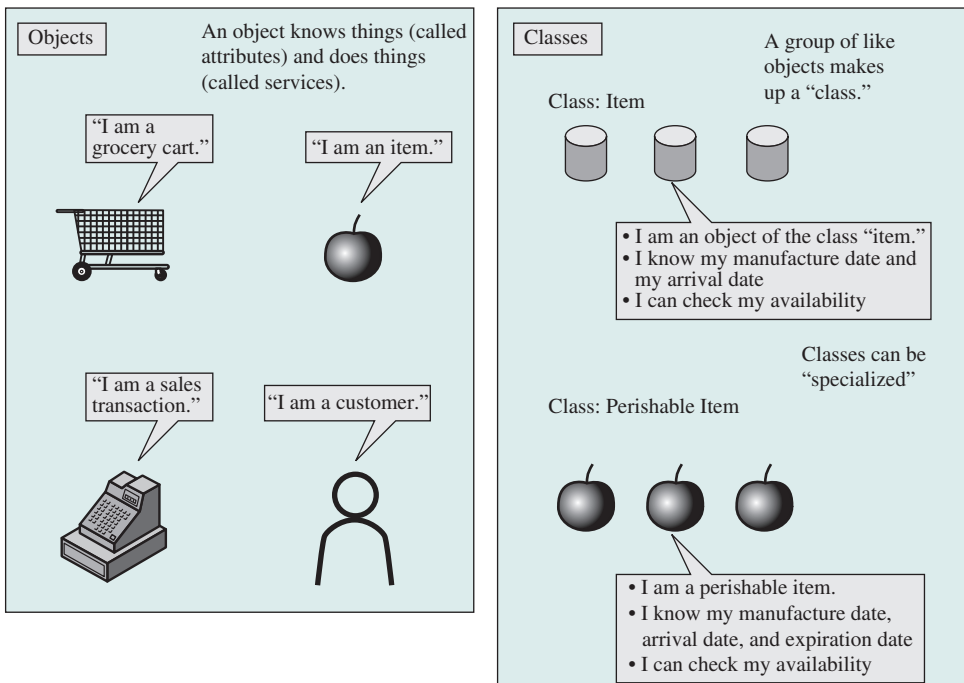 Objects
An object knows things (called
attributes) and does things
(called services).
“I am a
grocery cart.”
“I am an item.”
“I am a sales
transaction.”
“I am a customer.”
Classes
A group of like
objects makes
up a “class.”
Class: Item
• I am an object of the class “item.”
• I know my manufacture date and
my arrival date
• I can check my availability
Classes can be
“specialized”
Class: Perishable Item
• I am a perishable item.
• I know my manufacture date,
arrival date, and expiration date
• I can check my availability